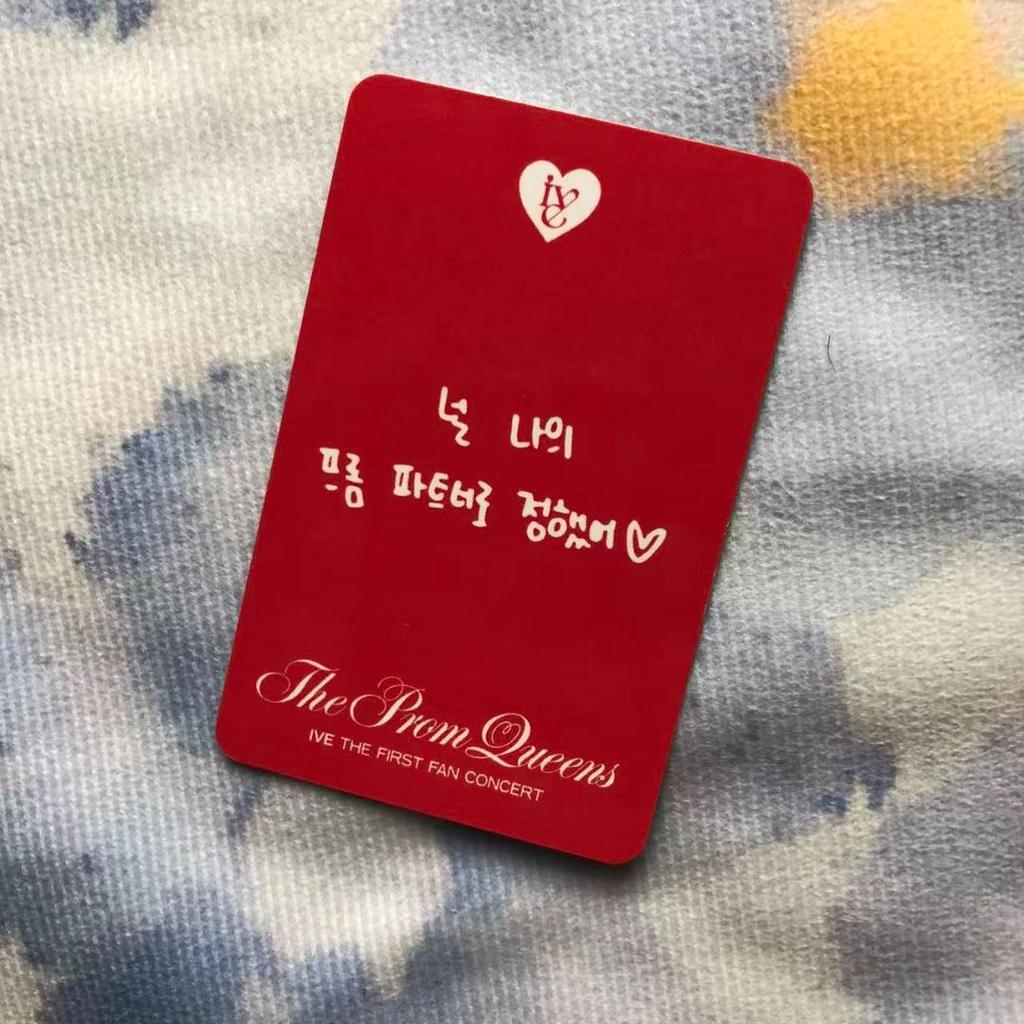 ive
널 나의
프롬 파트너로 정했어♡
The Prom Queens
IVE THE FIRST FAN CONCERT